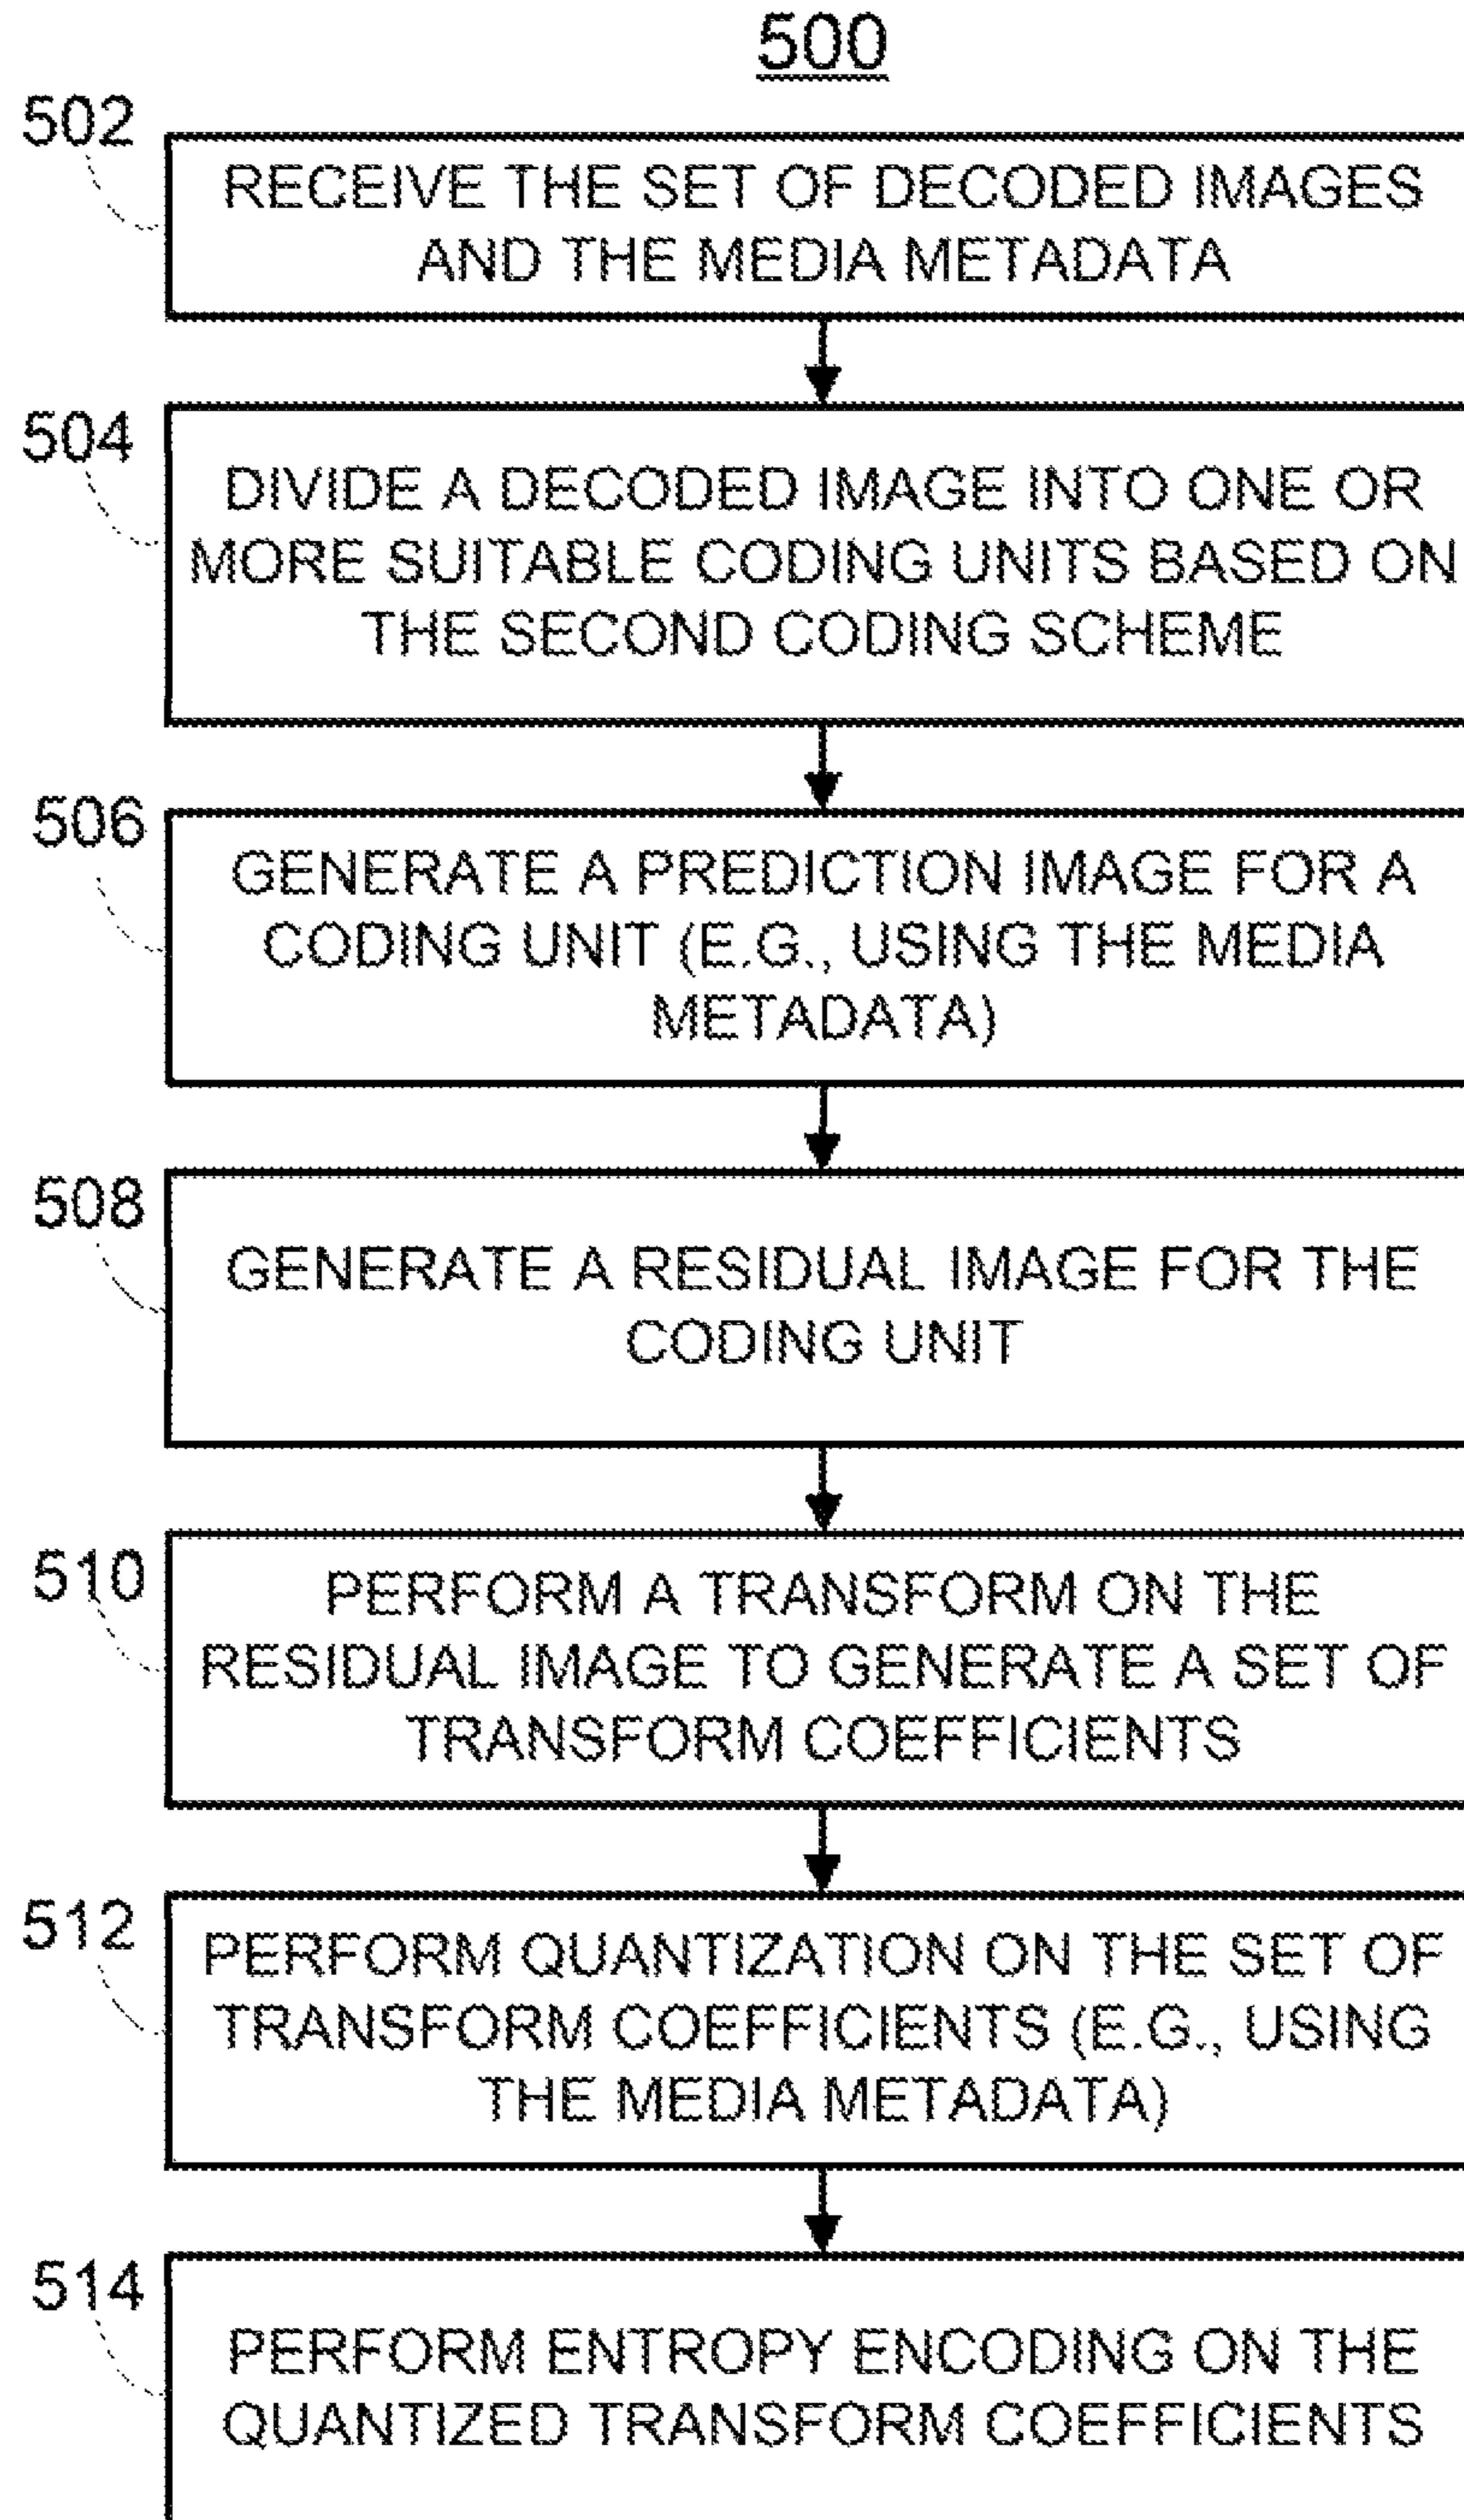 500
502
RECEIVE THE SET OF DECODED IMAGES
AND THE MEDIA METADATA
504
DIVIDE A DECODED IMAGE INTO ONE OR
MORE SUITABLE CODING UNITS BASED ON
THE SECOND CODING SCHEME
506
GENERATE A PREDICTION IMAGE FOR A
CODING UNIT (E.G., USING THE MEDIA
METADATA)
508
GENERATE A RESIDUAL IMAGE FOR THE
CODING UNIT
510
PERFORM A TRANSFORM ON THE
RESIDUAL IMAGE TO GENERATE A SET OF
TRANSFORM COEFFICIENTS
512
PERFORM QUANTIZATION ON THE SET OF
TRANSFORM COEFFICIENTS (E.G., USING
THE MEDIA METADATA)
514
PERFORM ENTROPY ENCODING ON THE
QUANTIZED TRANSFORM COEFFICIENTS